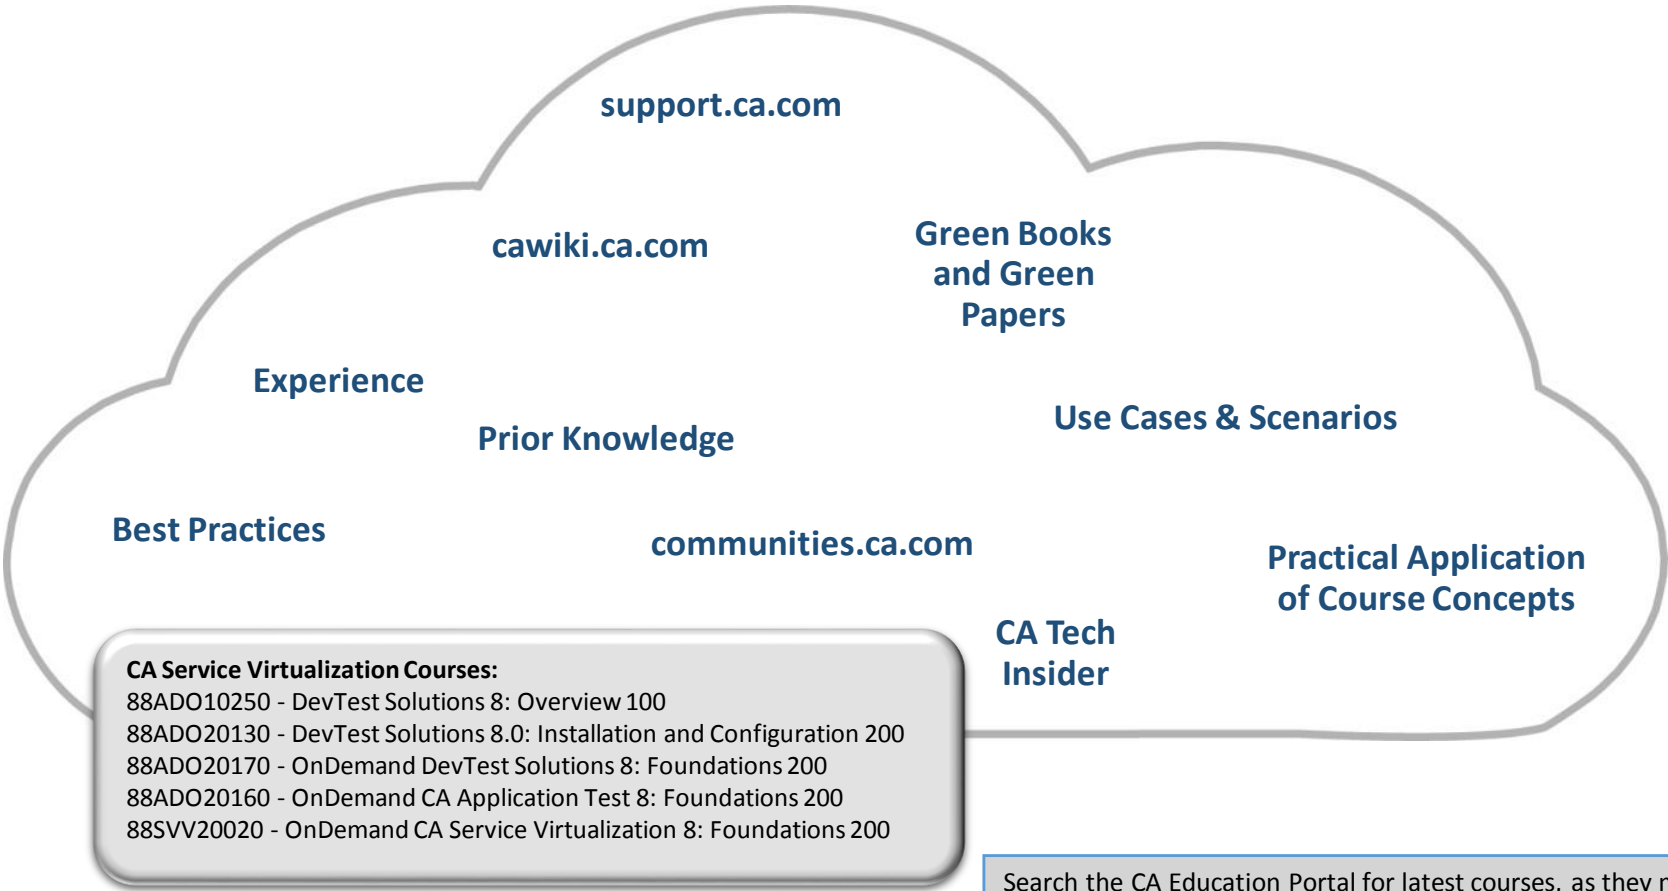 support.ca.com
cawiki.ca.com
Green Books
and Green
Papers
Experience
Prior Knowledge
Use Cases & Scenarios
Best Practices
communities.ca.com
Practical Application
of Course Concepts
CA Tech
Insider
CA Service Virtualization Courses:
88ADO10250 - DevTest Solutions 8: Overview 100
88ADO20130 - DevTest Solutions 8.0: Installation and Configuration 200
88ADO20170 - OnDemand DevTest Solutions 8: Foundations 200
88ADO20160 - OnDemand CA Application Test 8: Foundations 200
88SVV20020 - OnDemand CA Service Virtualization 8: Foundations 200
Search the CA Education Portal for latest courses, as they